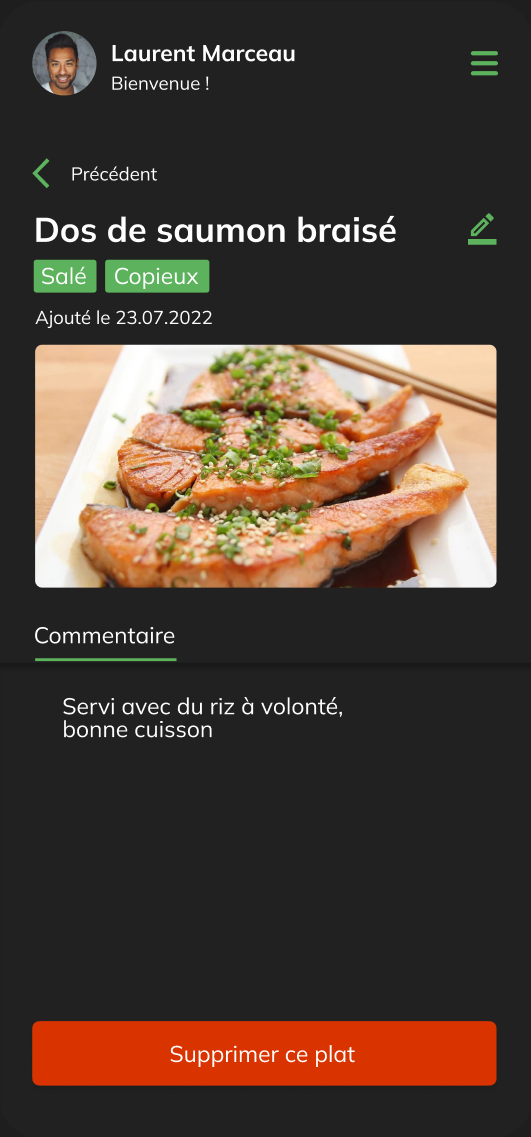 Laurent Marceau
Bienvenue !
Précédent
Dos de saumon braisé
Salé Copieux
Ajouté le 23.07.2022
Commentaire
Servi avec du riz à volonté,
bonne cuisson
Supprimer ce plat